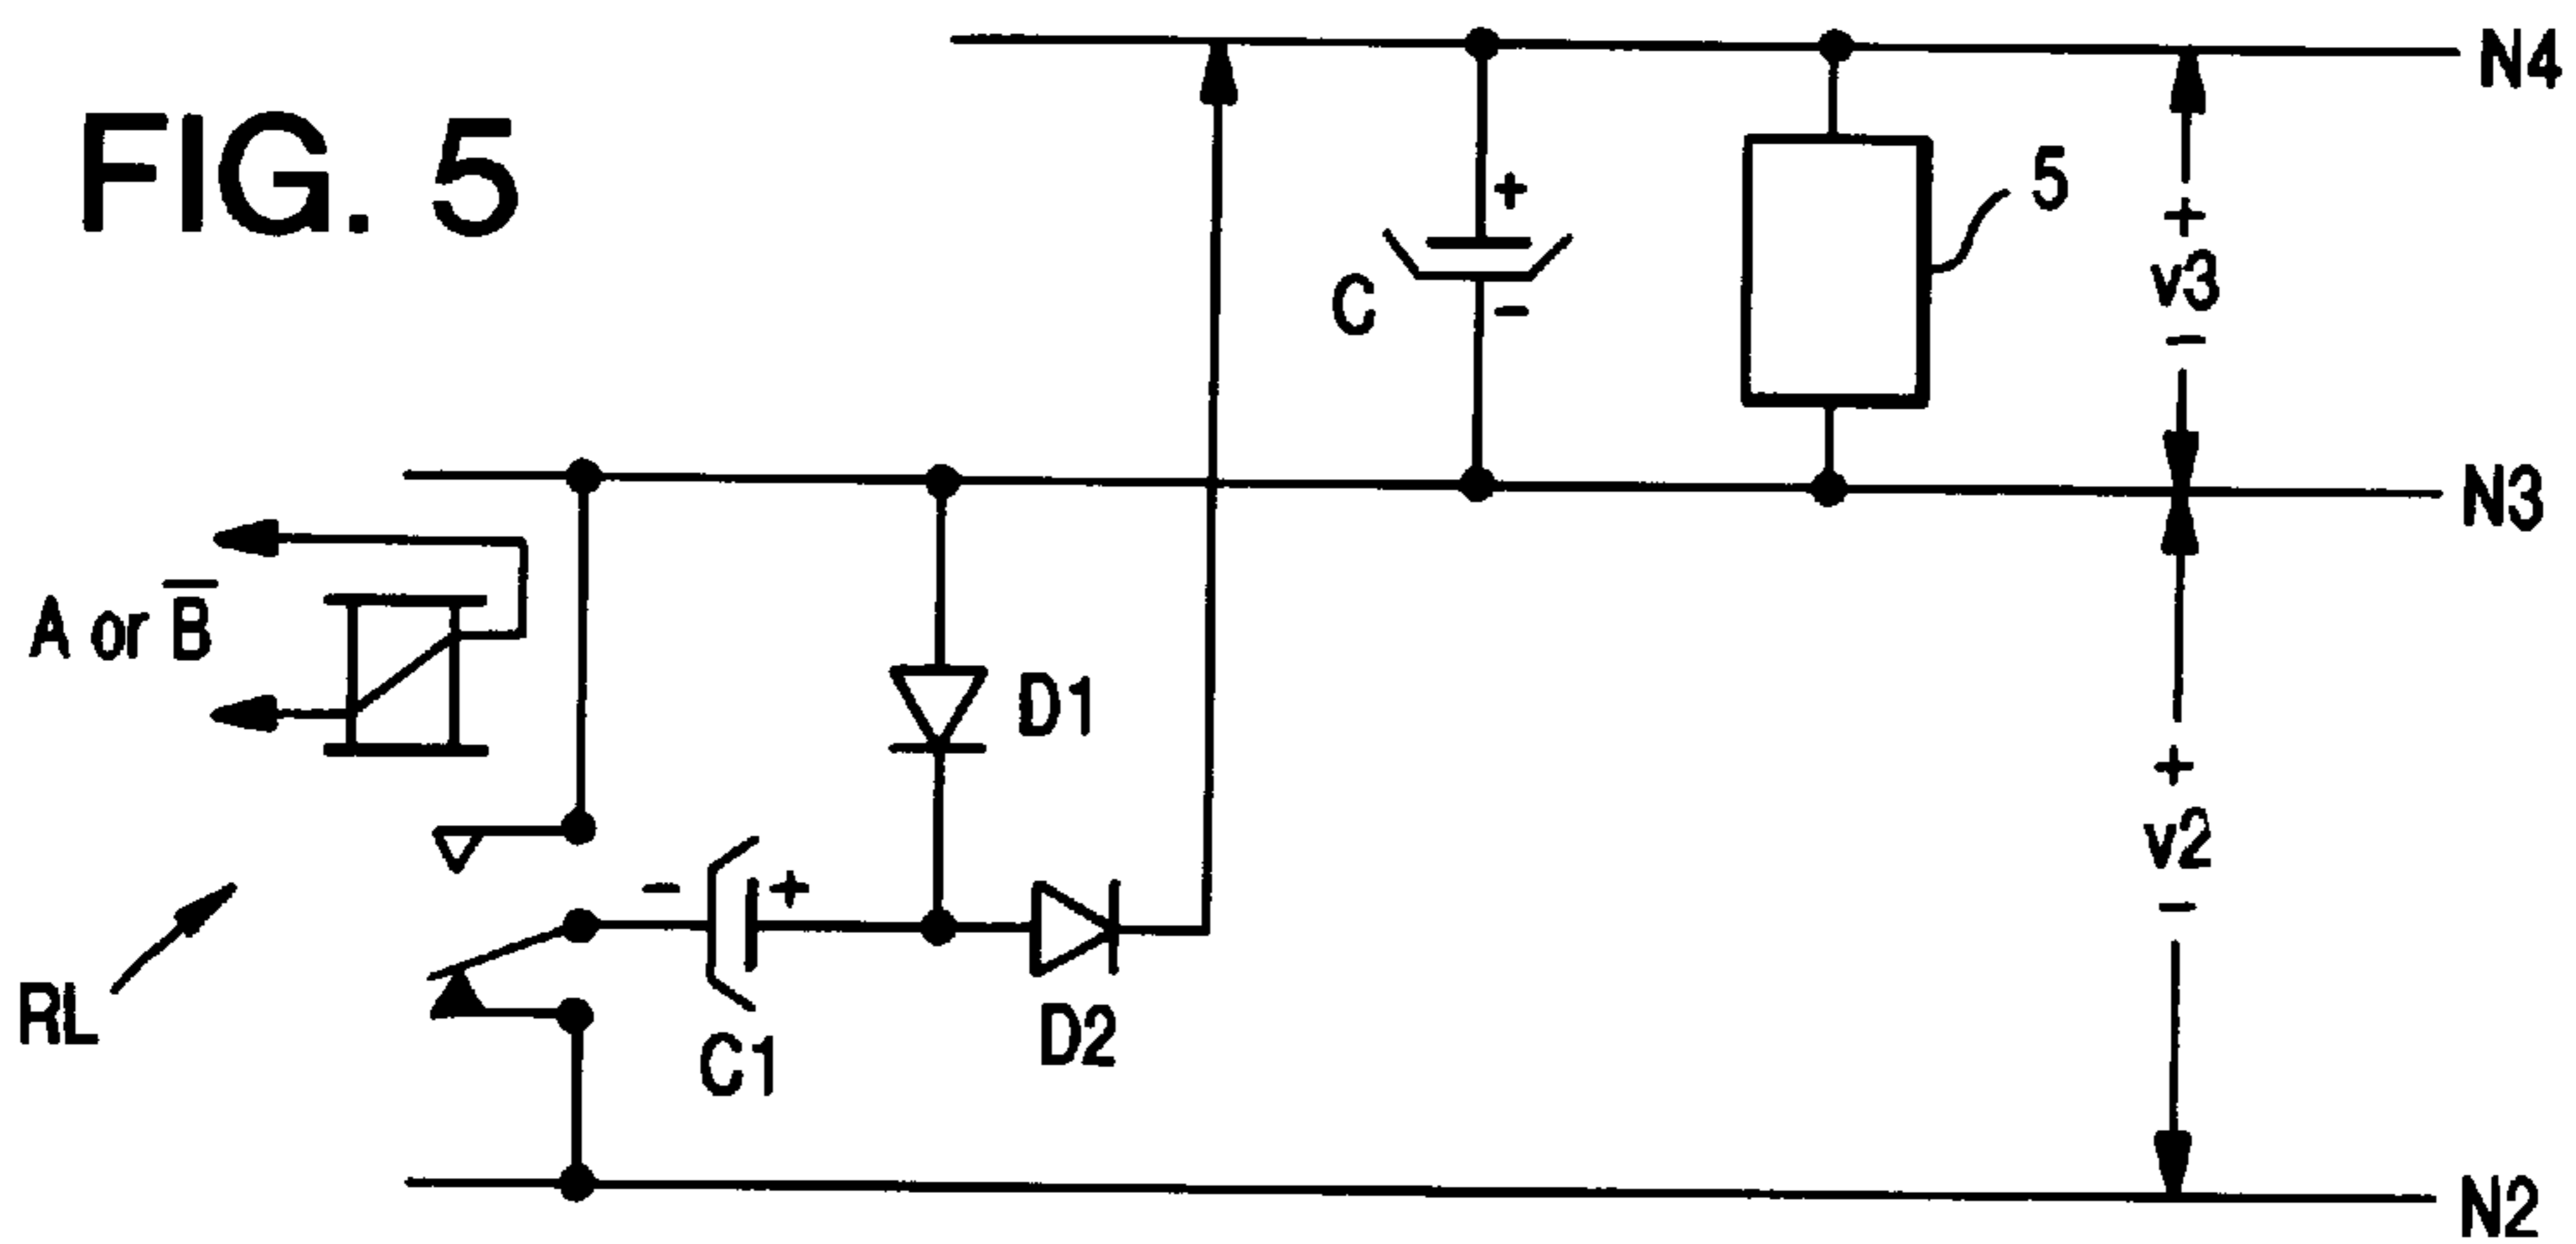 FIG. 5
N4
+
5
+
v3
C
-
-
N3
A or B̅
D1
+
v2
- +
-
RL
C1
D2
N2